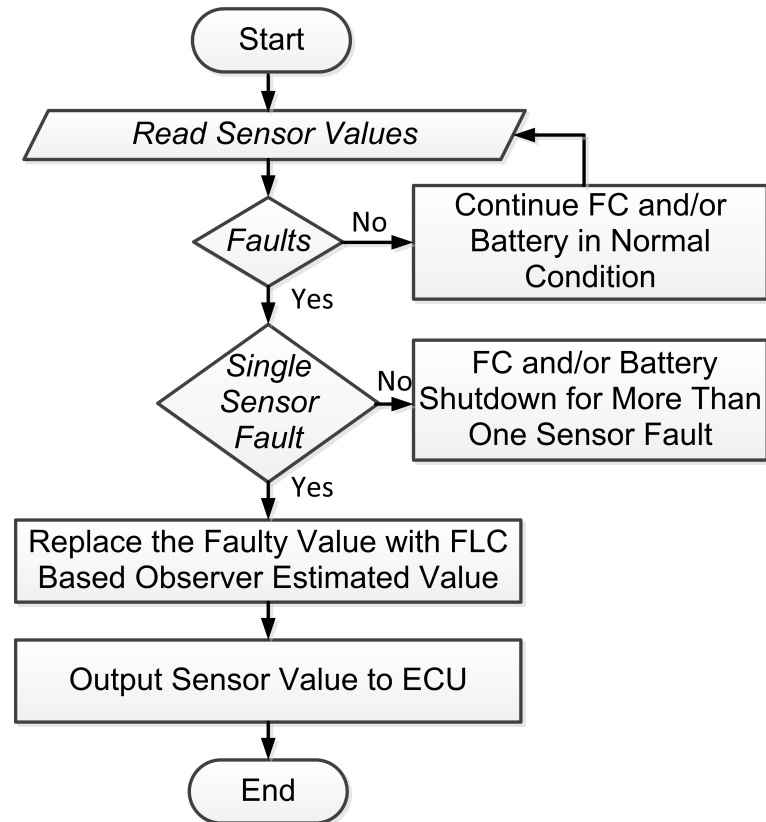 Start
Read Sensor Values
Faults
No
Continue FC and/or
Battery in Normal
Condition
Yes
Single
Sensor
Fault
No
FC and/or Battery
Shutdown for More Than
One Sensor Fault
Yes
Replace the Faulty Value with FLC
Based Observer Estimated Value
Output Sensor Value to ECU
End